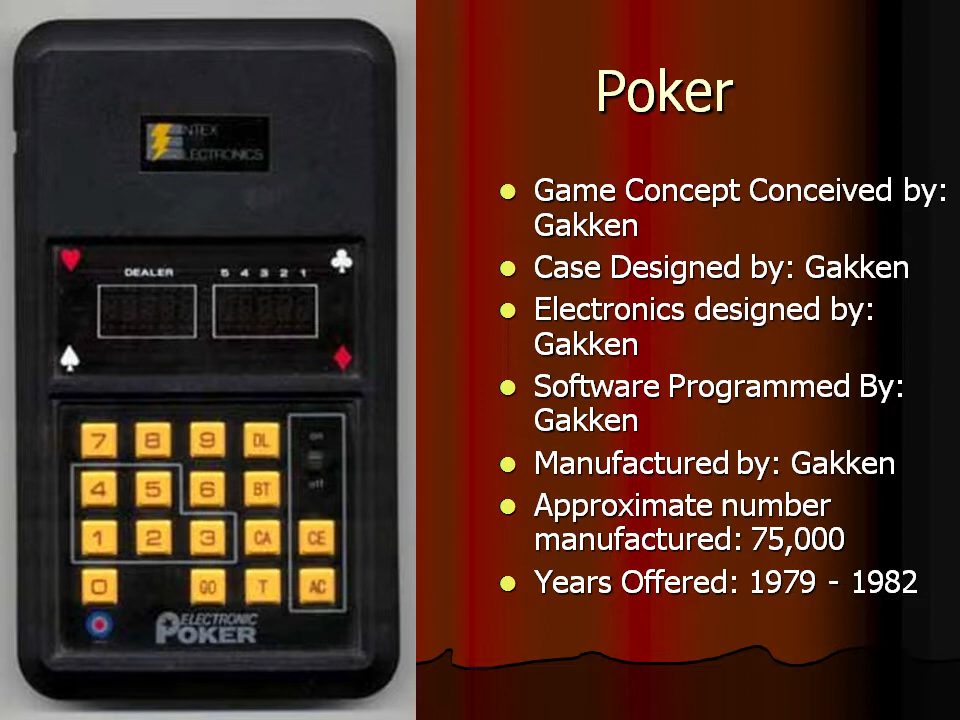 ENTEX
ELECTRONICS
DEALER 5 4 3 2 1
7 8 9 DL
on
off
4 5 6 BT
1 2 3 CA CE
0 GO T AC
ELECTRONIC
POKER
Poker
Game Concept Conceived by:
Gakken
Case Designed by: Gakken
Electronics designed by:
Gakken
Software Programmed By:
Gakken
Manufactured by: Gakken
Approximate number
manufactured: 75,000
Years Offered: 1979 - 1982